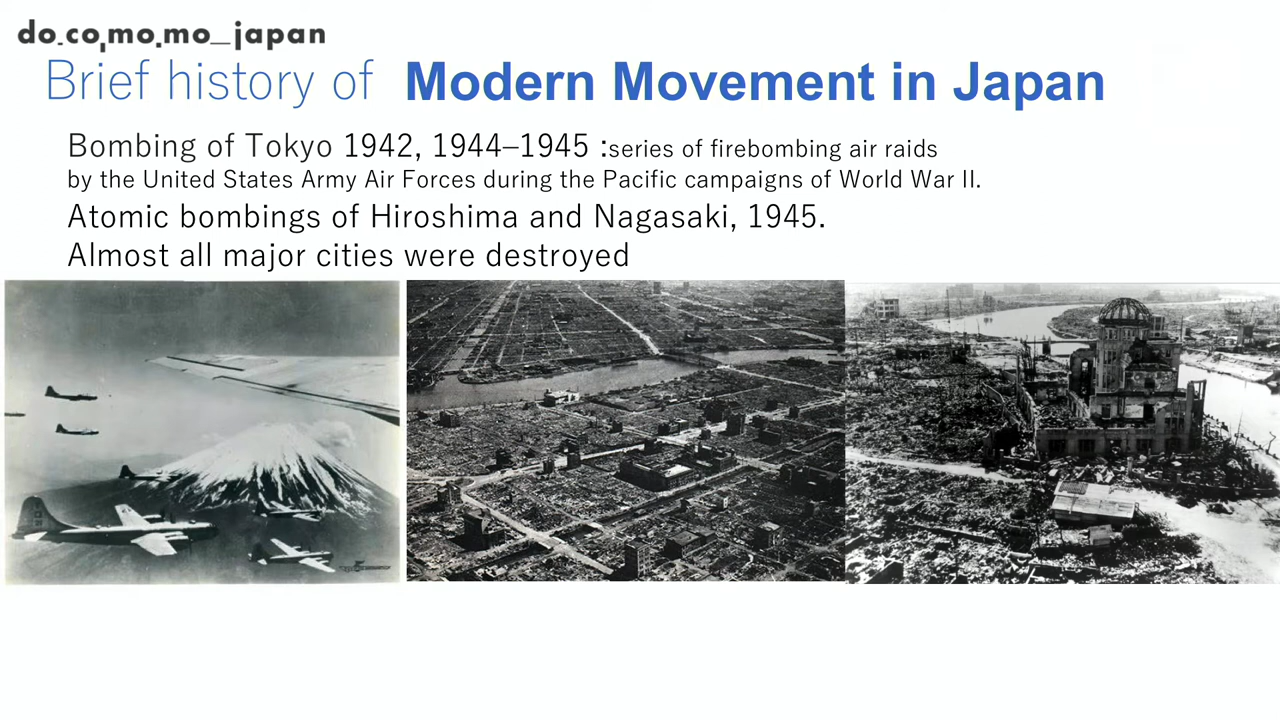 do.co,mo.mo_japan
Brief history of Modern Movement in Japan
Bombing of Tokyo 1942, 1944–1945 :series of firebombing air raids
by the United States Army Air Forces during the Pacific campaigns of World War II.
Atomic bombings of Hiroshima and Nagasaki, 1945.
Almost all major cities were destroyed